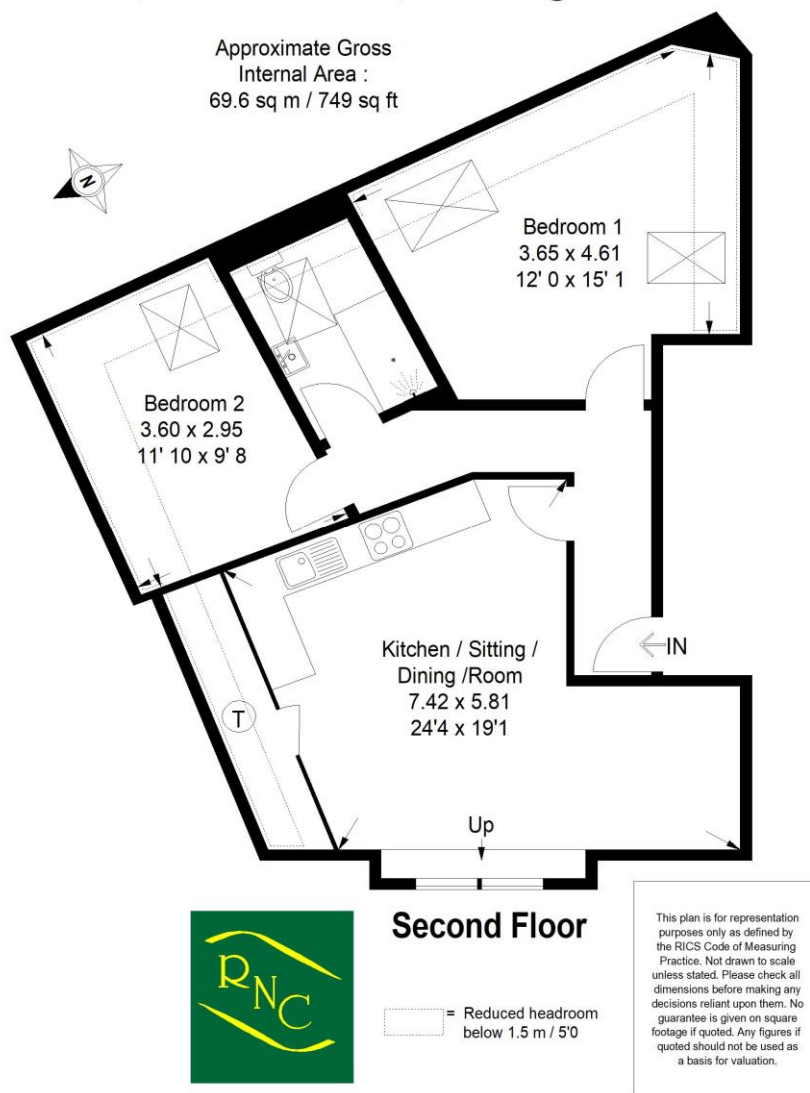 Approximate Gross
Internal Area :
69.6 sq m / 749 sq ft
N
Bedroom 1
3.65 x 4.61
12' 0 x 15' 1
Bedroom 2
3.60 x 2.95
11' 10 x 9' 8
Kitchen / Sitting /
Dining /Room
7.42 x 5.81
24'4 x 19'1
IN
T
Up
Second Floor
RNC
= Reduced headroom
below 1.5 m / 5'0
This plan is for representation
purposes only as defined by
the RICS Code of Measuring
Practice. Not drawn to scale
unless stated. Please check all
dimensions before making any
decisions reliant upon them. No
guarantee is given on square
footage if quoted. Any figures if
quoted should not be used as
a basis for valuation.